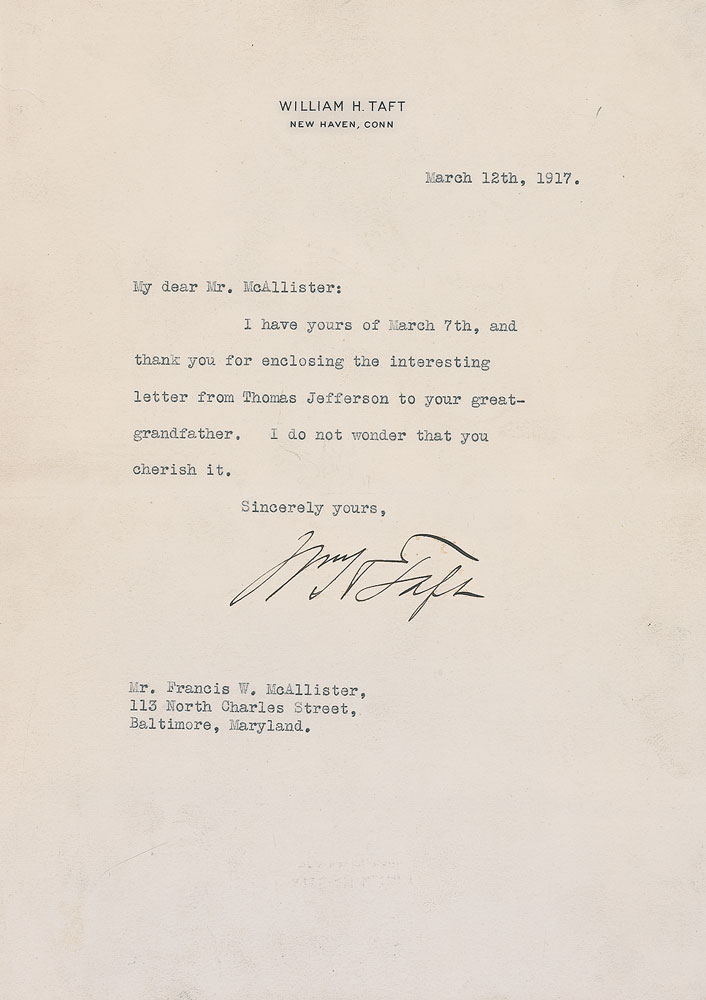 WILLIAM H. TAFT
NEW HAVEN, CONN
March 12th, 1917.
My dear Mr. McAllister:
I have yours of March 7th, and
thank you for enclosing the interesting
letter from Thomas Jefferson to your great-
grandfather. I do not wonder that you
cherish it.
Sincerely yours,
Wm H Taft
Mr. Francis W. McAllister,
113 North Charles Street,
Baltimore, Maryland.